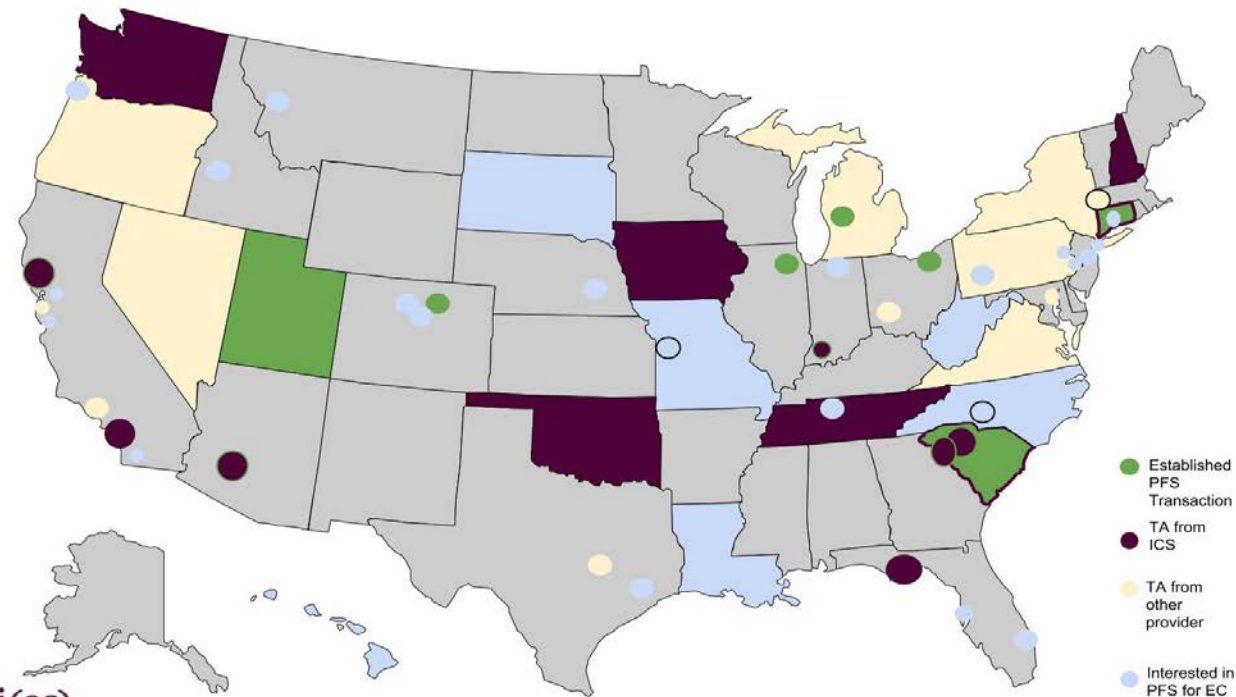 Established
PFS
Transaction
TA from
ICS
TA from
other
provider
Interested in
PFS for EC